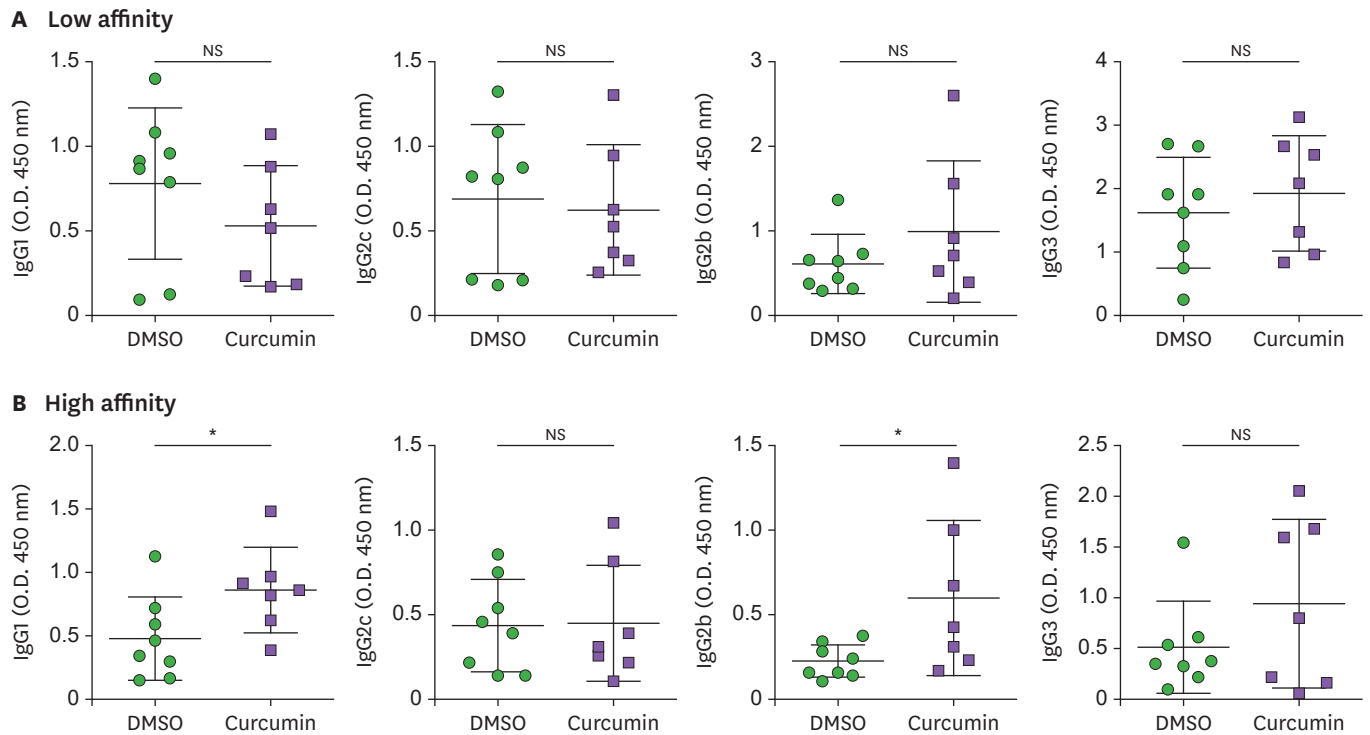 A Low affinity
NS
IgG1 (O.D. 450 nm)
1.5
1.0
0.5
0
DMSO Curcumin
NS
IgG2c (O.D. 450 nm)
1.5
1.0
0.5
0
DMSO Curcumin
NS
IgG2b (O.D. 450 nm)
3
2
1
0
DMSO Curcumin
NS
IgG3 (O.D. 450 nm)
4
3
2
1
0
DMSO Curcumin
B High affinity
*
IgG1 (O.D. 450 nm)
2.0
1.5
1.0
0.5
0
DMSO Curcumin
NS
IgG2c (O.D. 450 nm)
1.5
1.0
0.5
0
DMSO Curcumin
*
IgG2b (O.D. 450 nm)
1.5
1.0
0.5
0
DMSO Curcumin
NS
IgG3 (O.D. 450 nm)
2.5
2.0
1.5
1.0
0.5
0
DMSO Curcumin